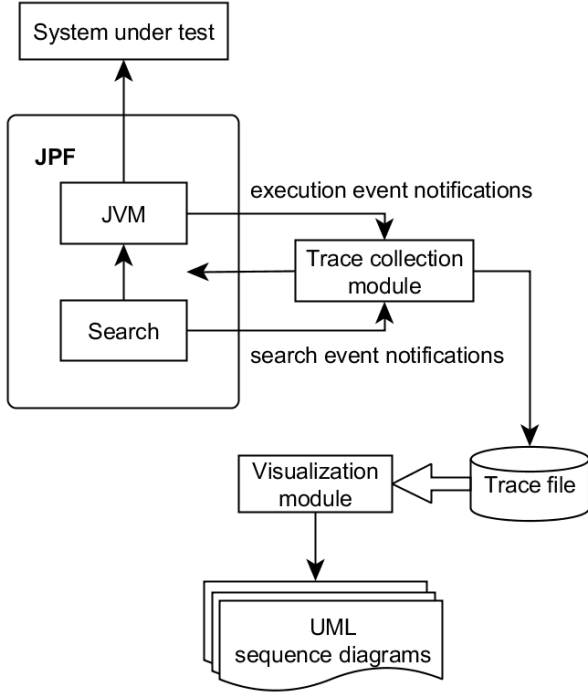 System under test
JPF
JVM
execution event notifications
Trace collection
module
Search
search event notifications
Visualization
module
Trace file
UML
sequence diagrams